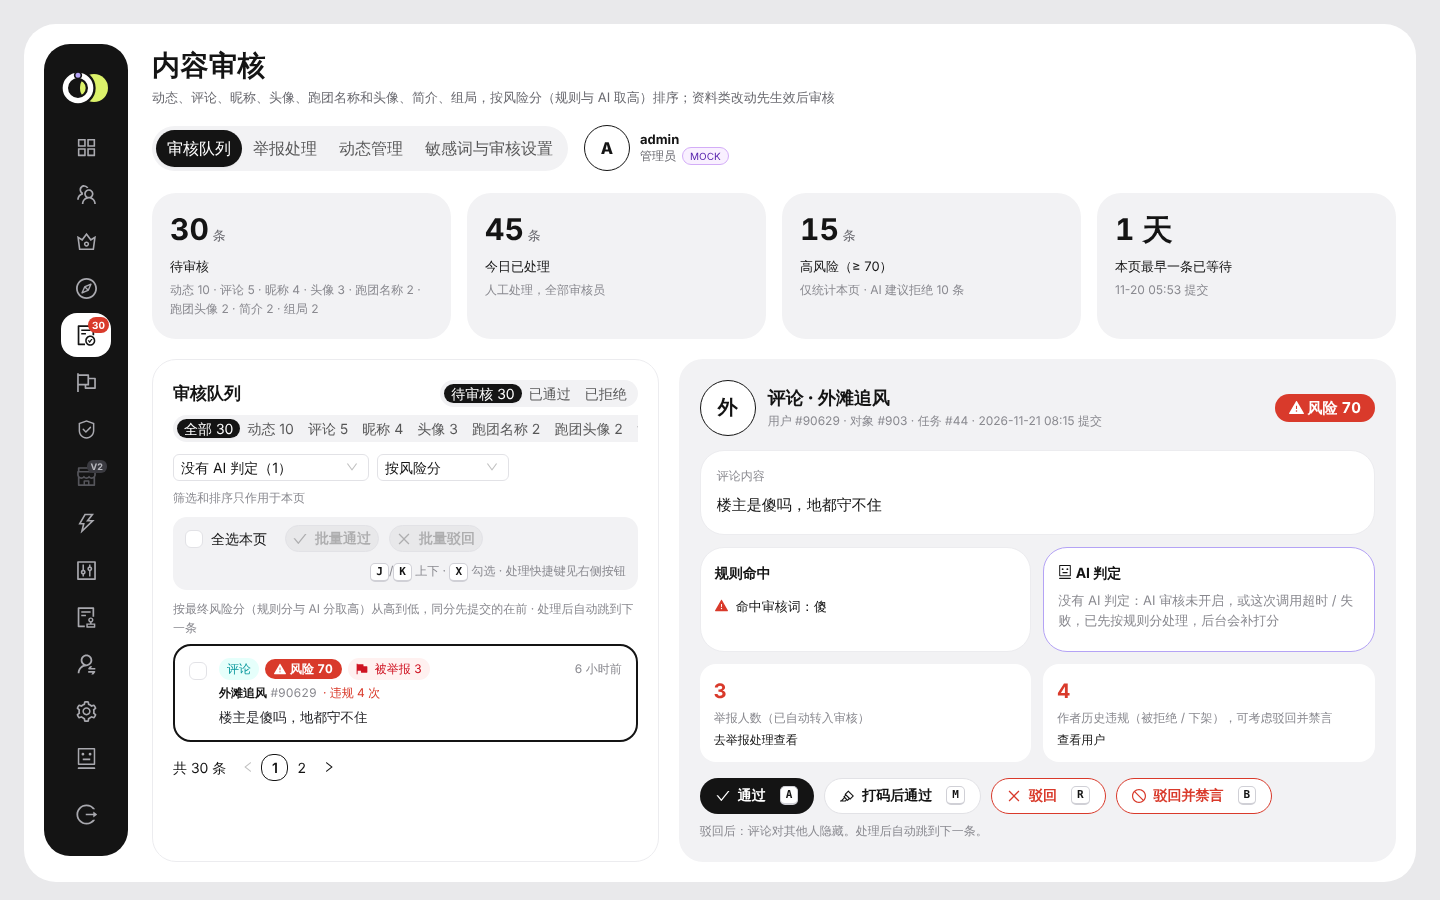 内容审核
动态、评论、昵称、头像、跑团名称和头像、简介、组局，按风险分（规则与 AI 取高）排序；资料类改动先生效后审核
审核队列 举报处理 动态管理 敏感词与审核设置
A
admin
管理员 MOCK
30
V2
30 条
待审核
动态 10 · 评论 5 · 昵称 4 · 头像 3 · 跑团名称 2 ·
跑团头像 2 · 简介 2 · 组局 2
45 条
今日已处理
人工处理，全部审核员
15 条
高风险（≥ 70）
仅统计本页 · AI 建议拒绝 10 条
1 天
本页最早一条已等待
11-20 05:53 提交
审核队列
待审核 30 已通过 已拒绝
全部 30 动态 10 评论 5 昵称 4 头像 3 跑团名称 2 跑团头像 2
没有 AI 判定（1） 按风险分
筛选和排序只作用于本页
全选本页 批量通过 批量驳回
J / K 上下 · X 勾选 · 处理快捷键见右侧按钮
按最终风险分（规则分与 AI 分取高）从高到低，同分先提交的在前 · 处理后自动跳到下
一条
评论 风险 70 被举报 3 6 小时前
外滩追风 #90629 · 违规 4 次
楼主是傻吗，地都守不住
共 30 条 1 2
外
评论 · 外滩追风
用户 #90629 · 对象 #903 · 任务 #44 · 2026-11-21 08:15 提交
风险 70
评论内容
楼主是傻吗，地都守不住
规则命中
命中审核词：傻
AI 判定
没有 AI 判定：AI 审核未开启，或这次调用超时 / 失
败，已先按规则分处理，后台会补打分
3
举报人数（已自动转入审核）
去举报处理查看
4
作者历史违规（被拒绝 / 下架），可考虑驳回并禁言
查看用户
通过 A 打码后通过 M 驳回 R 驳回并禁言 B
驳回后：评论对其他人隐藏。处理后自动跳到下一条。